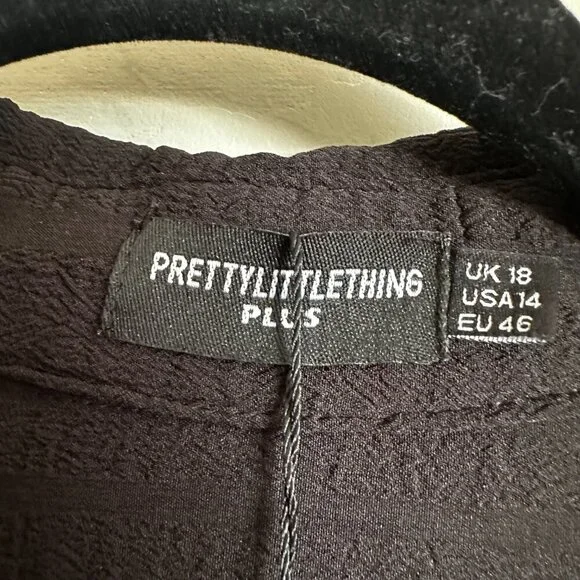 PRETTYLITTLETHING
PLUS
UK 18
USA 14
EU 46